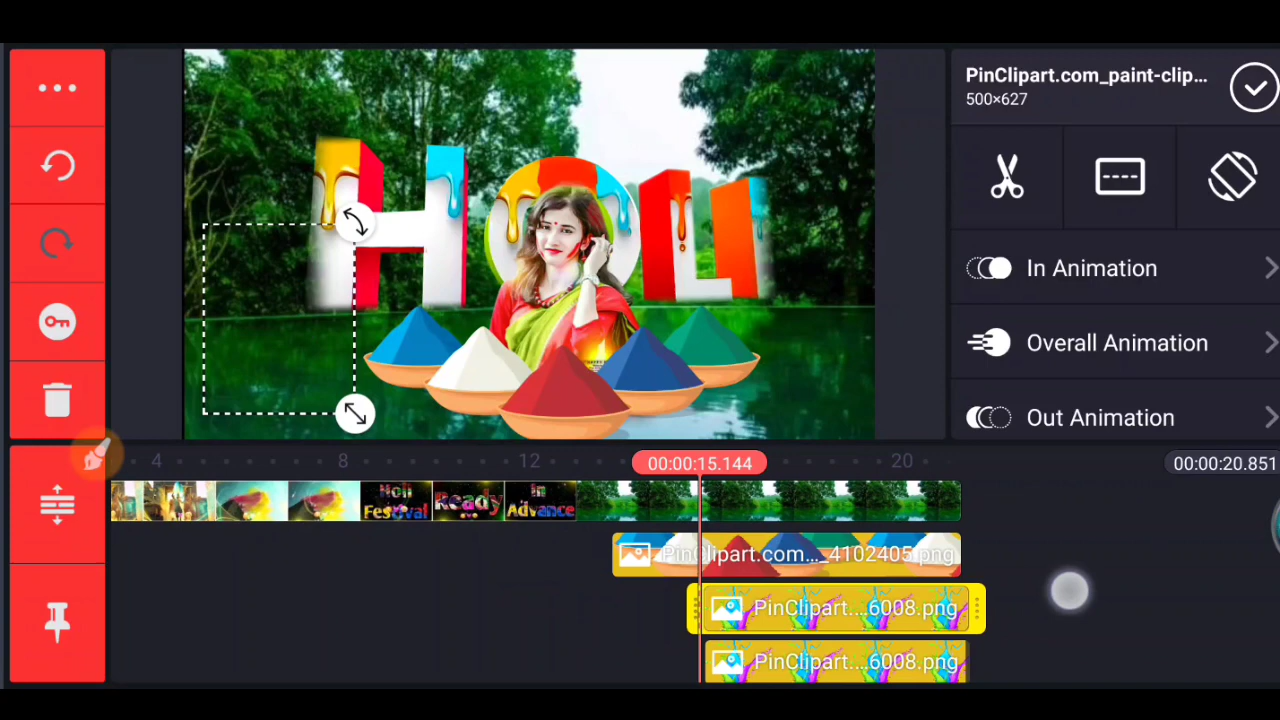 PinClipart.com_paint-clip...
500×627
HOLI
In Animation
Overall Animation
Out Animation
4
8
12
00:00:15.144
20
00:00:20.851
Holi
Festival
Ready
In
Advance
PinClipart.com..._4102405.png
PinClipart....6008.png
PinClipart....6008.png